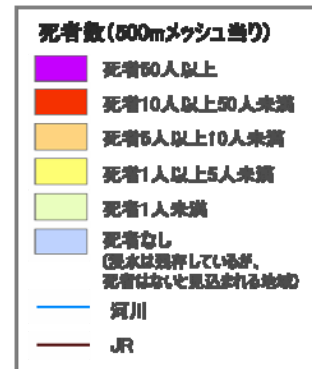 死者数(500mメッシュ当り)
死者50人以上
死者10人以上50人未満
死者5人以上10人未満
死者1人以上5人未満
死者1人未満
死者なし
(浸水は残存しているが、
死者はないと見込まれる地域)
河川
JR